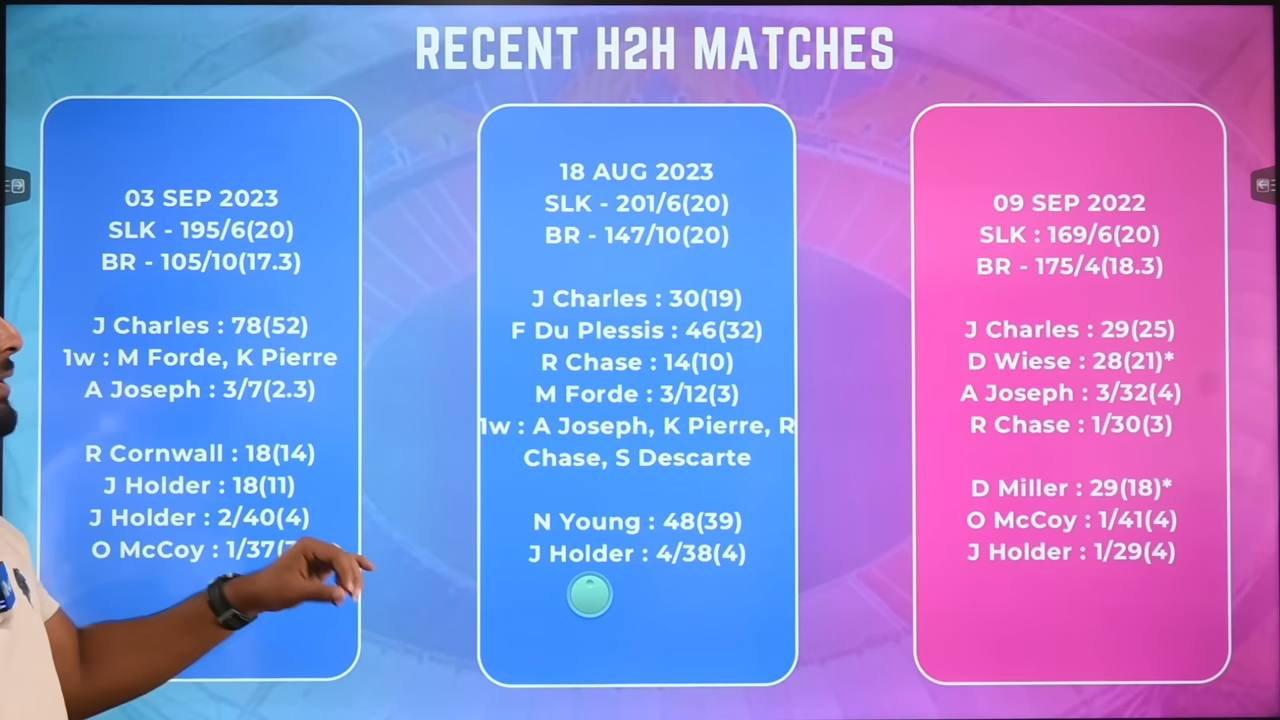 RECENT H2H MATCHES
03 SEP 2023
SLK - 195/6(20)
BR - 105/10(17.3)
J Charles : 78(52)
1w : M Forde, K Pierre
A Joseph : 3/7(2.3)
R Cornwall : 18(14)
J Holder : 18(11)
J Holder : 2/40(4)
O McCoy : 1/37(
18 AUG 2023
SLK - 201/6(20)
BR - 147/10(20)
J Charles : 30(19)
F Du Plessis : 46(32)
R Chase : 14(10)
M Forde : 3/12(3)
1w : A Joseph, K Pierre, R
Chase, S Descarte
N Young : 48(39)
J Holder : 4/38(4)
09 SEP 2022
SLK : 169/6(20)
BR - 175/4(18.3)
J Charles : 29(25)
D Wiese : 28(21)*
A Joseph : 3/32(4)
R Chase : 1/30(3)
D Miller : 29(18)*
O McCoy : 1/41(4)
J Holder : 1/29(4)